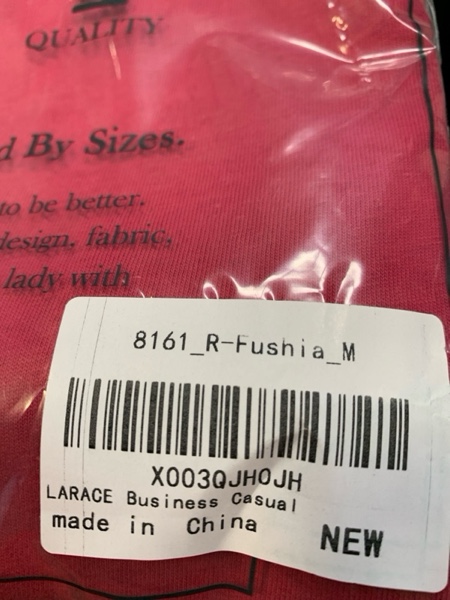 QUALITY
d By Sizes.
to be better.
design, fabric,
lady with
8161_R-Fushia_M
X003QJH0JH
LARACE Business Casual
made in China
NEW